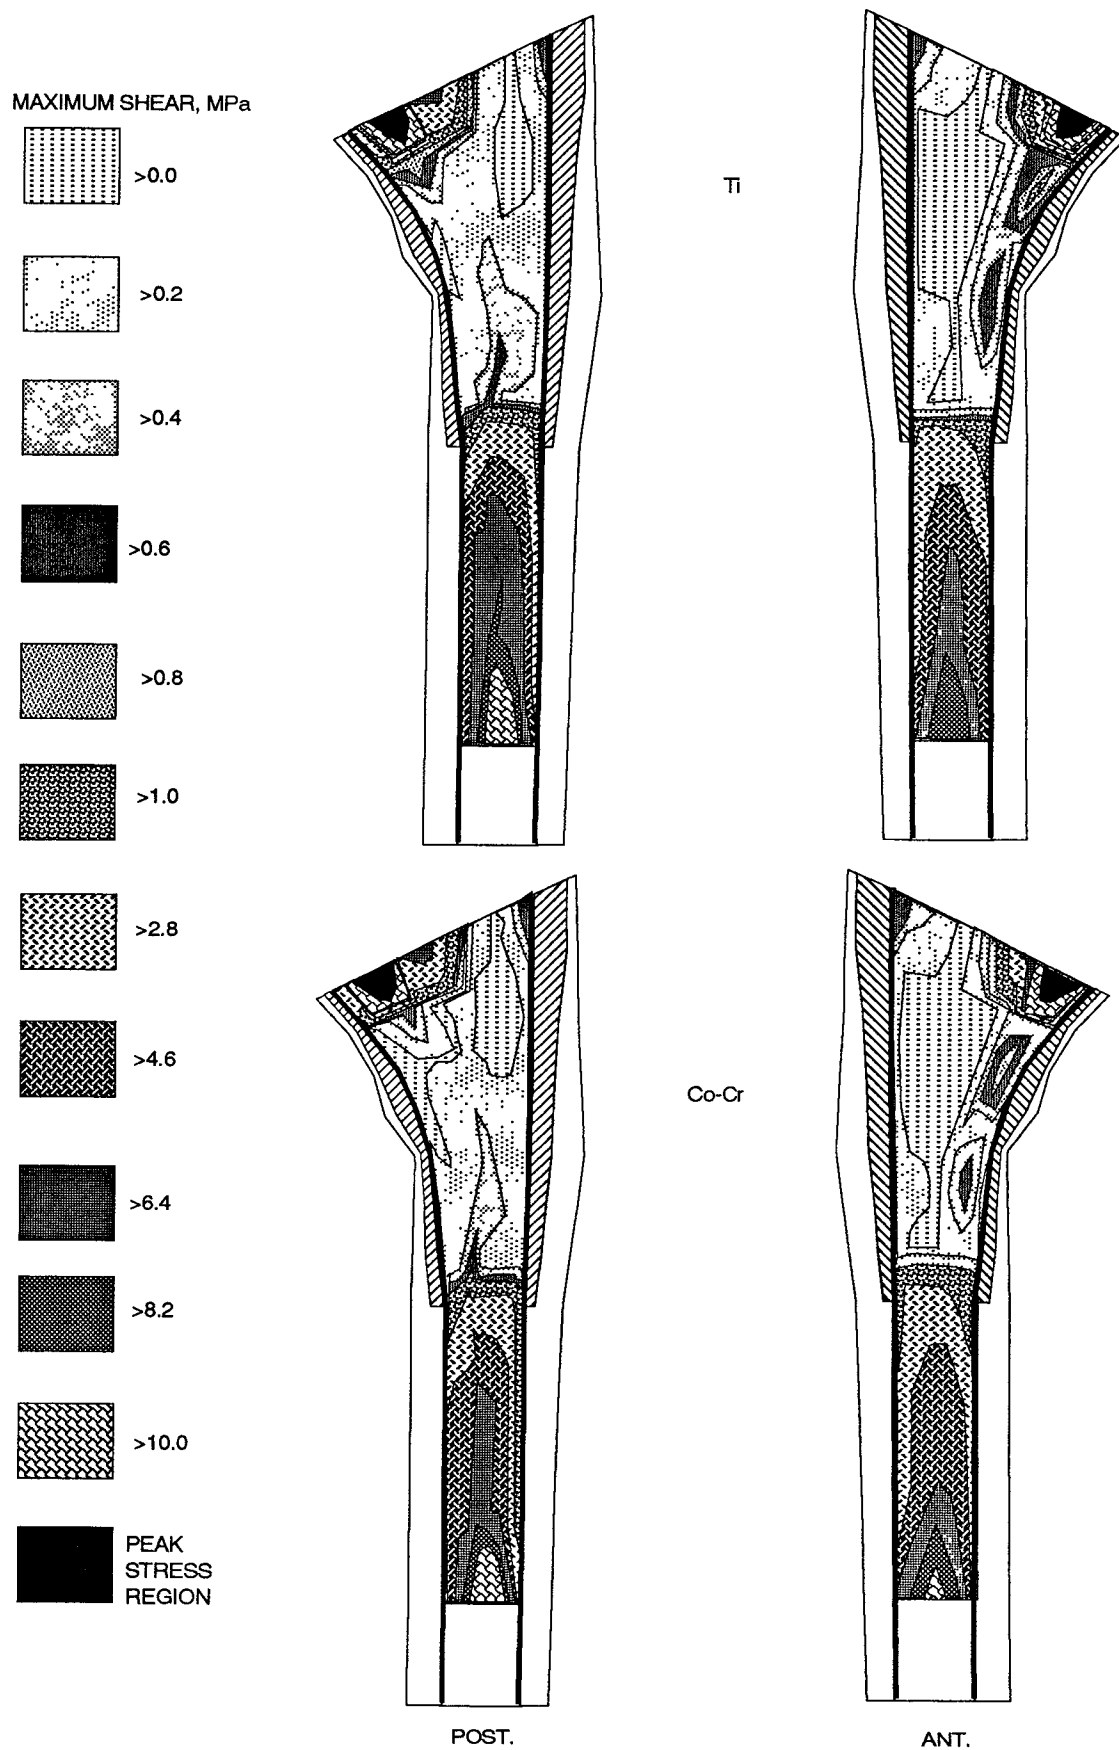 MAXIMUM SHEAR, MPa
>0.0
Ti
>0.2
>0.4
>0.6
>0.8
>1.0
>2.8
>4.6
Co-Cr
>6.4
>8.2
>10.0
PEAK
STRESS
REGION
POST.
ANT.